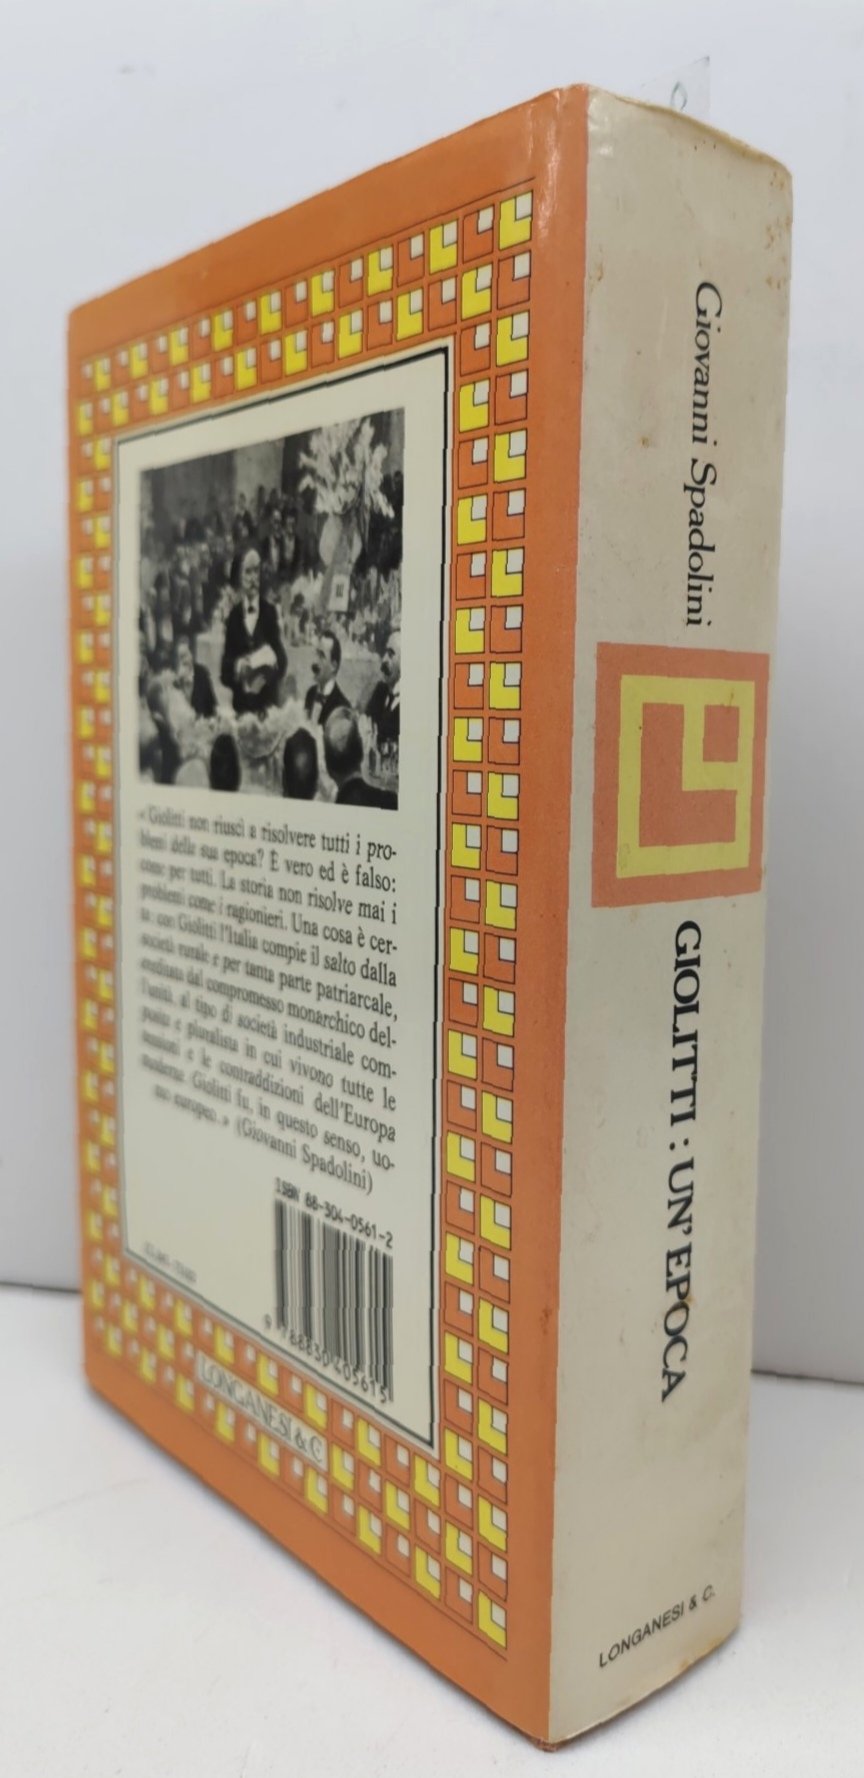 « Giolitti non riuscì a risolvere tutti i pro-
blemi della sua epoca? È vero ed è falso:
come per tutti. La storia non risolve mai i
problemi come i ragionieri. Una cosa è cer-
ta: con Giolitti l'Italia compie il salto dalla
società rurale e per tanta parte patriarcale,
ereditata dal compromesso monarchico del-
l'unità, al tipo di società industriale com-
posita e pluralista in cui vivono tutte le
tensioni e le contraddizioni dell'Europa
moderna. Giolitti fu, in questo senso, uo-
mo europeo. » (Giovanni Spadolini)
ISBN 88-304-0561-2
9 788830 405615
LONGANESI & C.
Giovanni Spadolini
GIOLITTI: UN'EPOCA
LONGANESI & C.